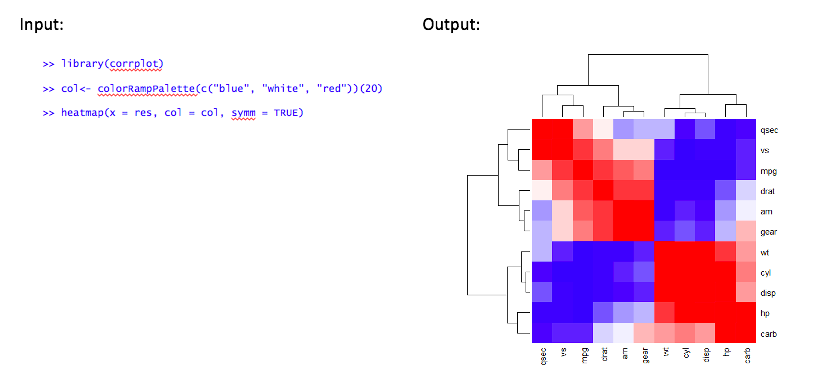 Input:
>> library(corrplot)
>> col<- colorRampPalette(c("blue", "white", "red"))(20)
>> heatmap(x = res, col = col, symm = TRUE)
Output:
qsec
vs
mpg
drat
am
gear
wt
cyl
disp
hp
carb
qsec vs mpg drat am gear wt cyl disp hp carb